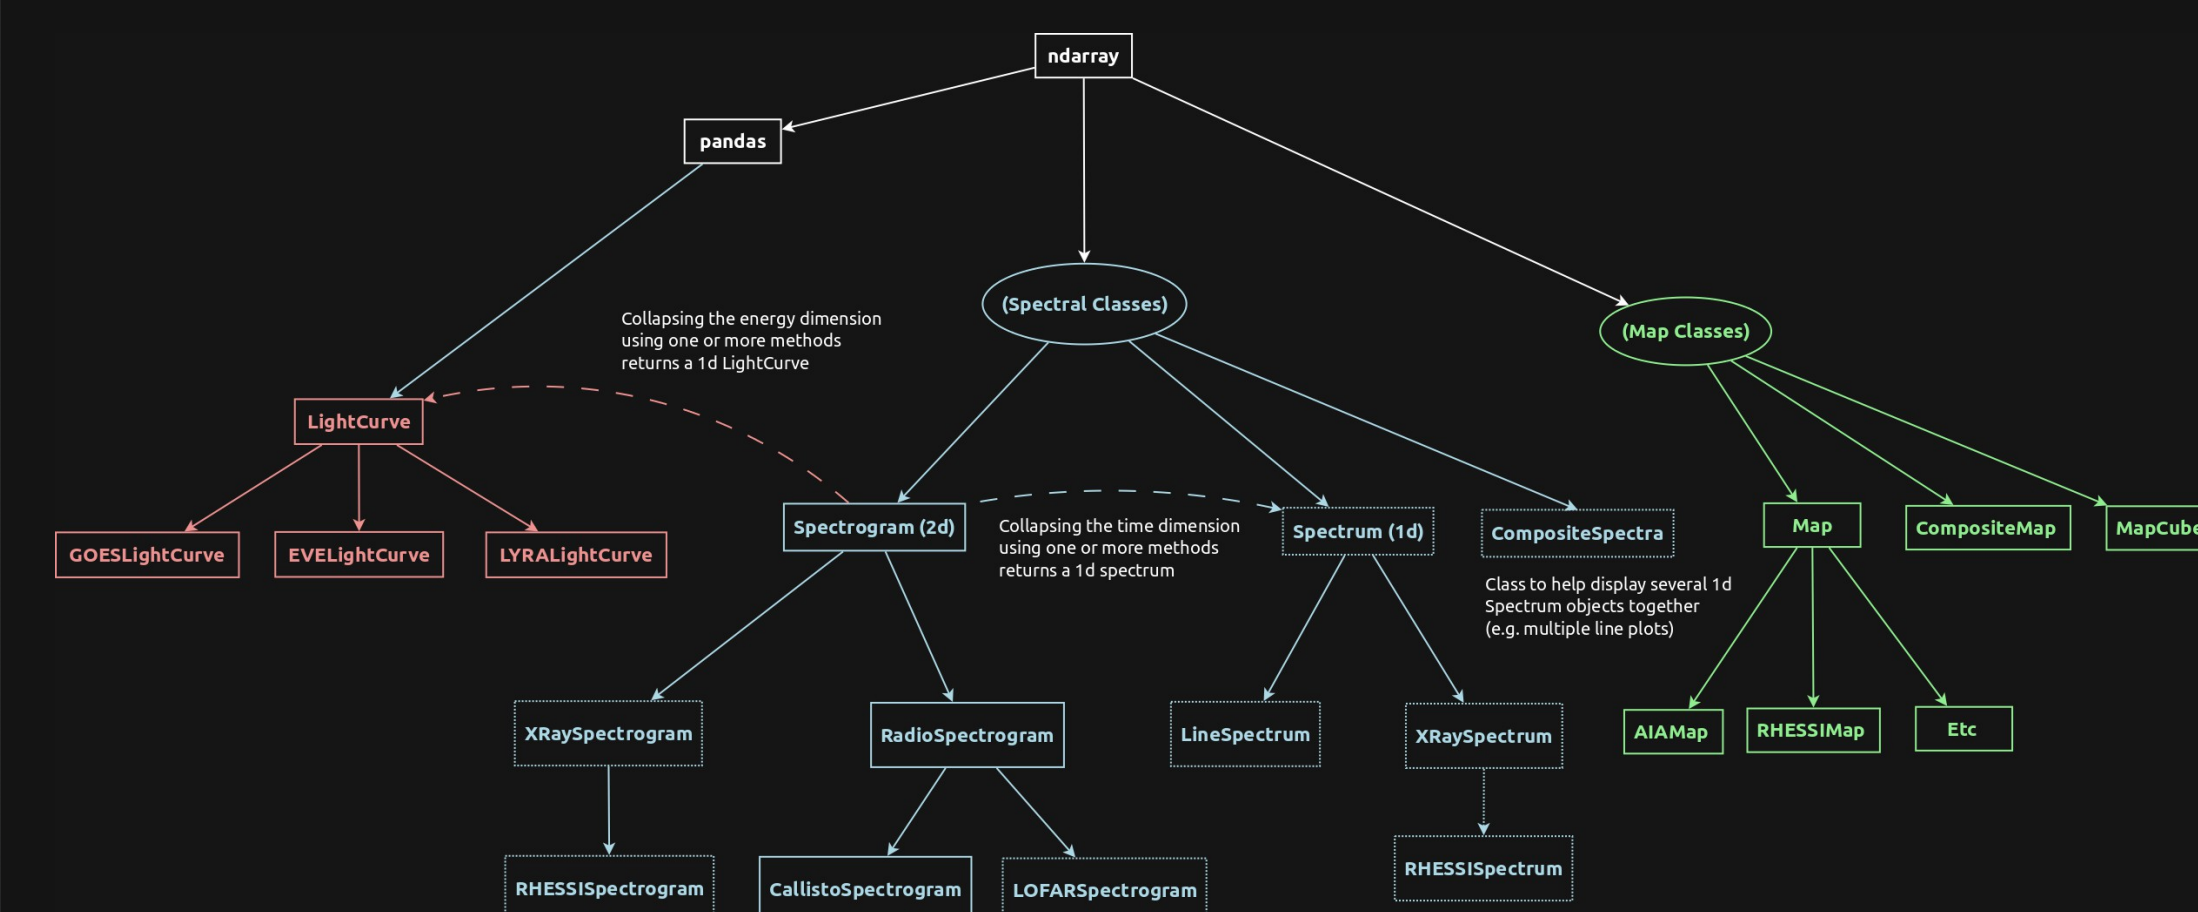 ndarray
pandas
(Spectral Classes)
(Map Classes)
Collapsing the energy dimension
using one or more methods
returns a 1d LightCurve
LightCurve
GOESLightCurve
EVELightCurve
LYRALightCurve
Spectrogram (2d)
Collapsing the time dimension
using one or more methods
returns a 1d spectrum
Spectrum (1d)
CompositeSpectra
Class to help display several 1d
Spectrum objects together
(e.g. multiple line plots)
Map
CompositeMap
MapCube
XRaySpectrogram
RadioSpectrogram
LineSpectrum
XRaySpectrum
AIAMap
RHESSIMap
Etc
RHESSISpectrogram
CallistoSpectrogram
LOFARSpectrogram
RHESSISpectrum